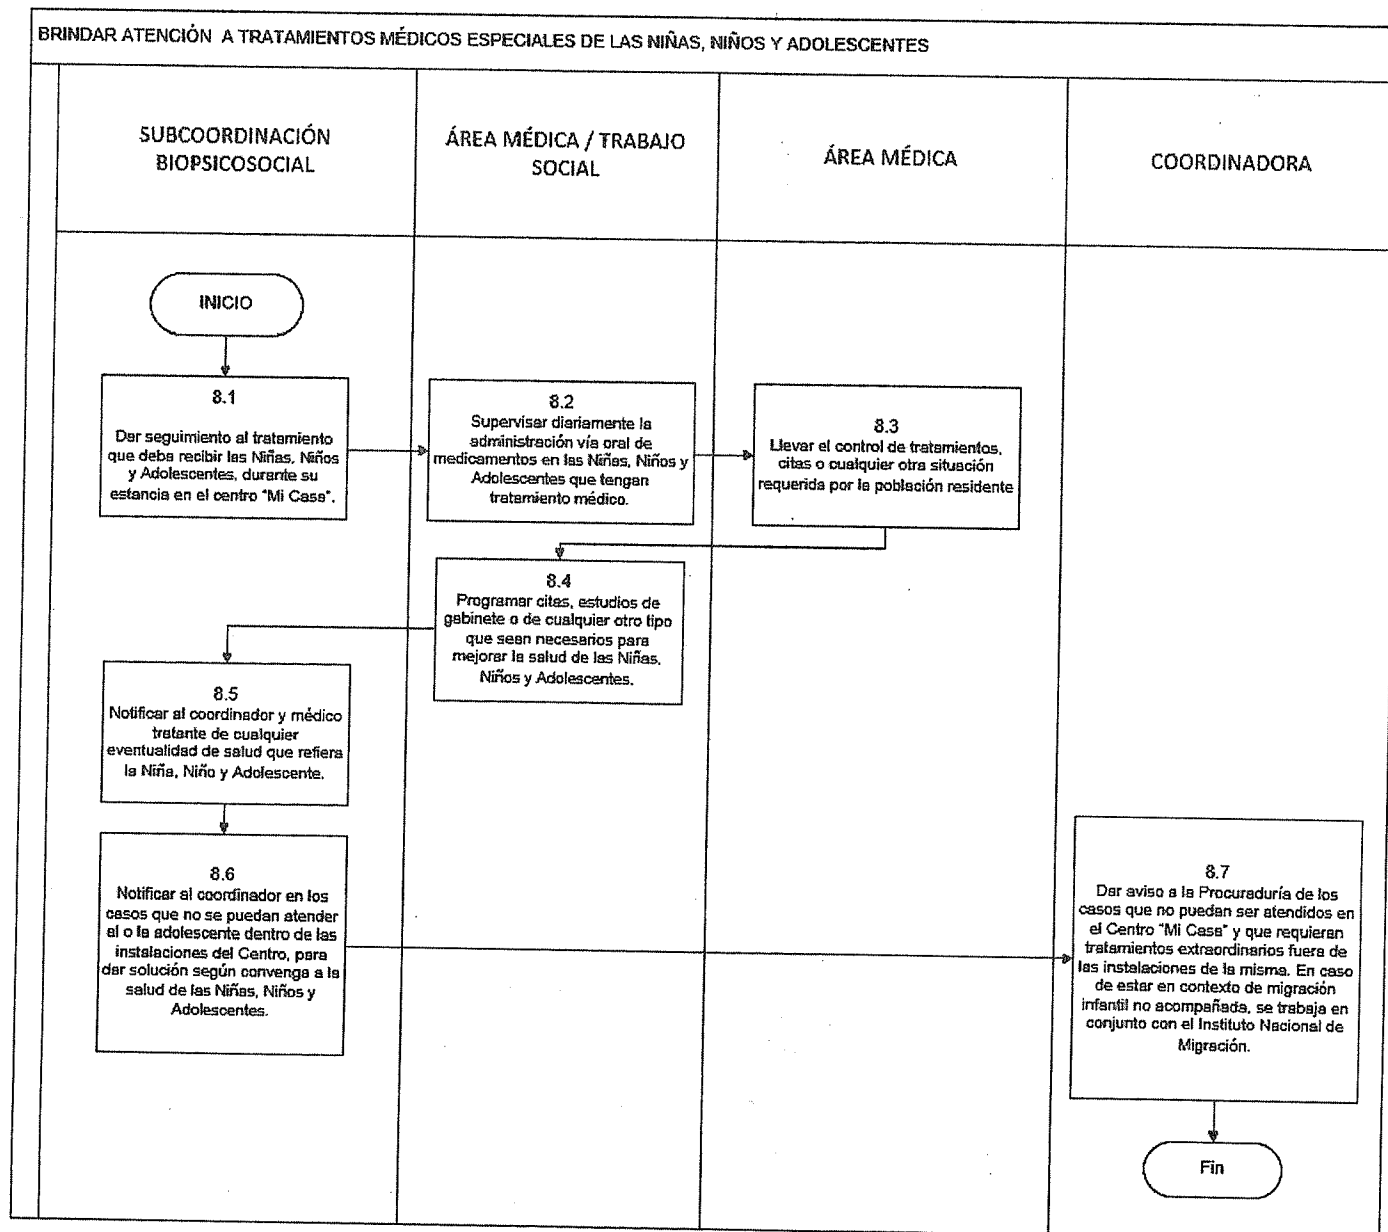 BRINDAR ATENCIÓN A TRATAMIENTOS MÉDICOS ESPECIALES DE LAS NIÑAS, NIÑOS Y ADOLESCENTES
SUBCOORDINACIÓN
BIOPSICOSOCIAL
ÁREA MÉDICA / TRABAJO
SOCIAL
ÁREA MÉDICA
COORDINADORA
INICIO
8.1
Dar seguimiento al tratamiento
que deba recibir las Niñas, Niños
y Adolescentes, durante su
estancia en el centro "Mi Casa".
8.2
Supervisar diariamente la
administración vía oral de
medicamentos en las Niñas, Niños y
Adolescentes que tengan
tratamiento médico.
8.3
Llevar el control de tratamientos,
citas o cualquier otra situación
requerida por la población residente
8.4
Programar citas, estudios de
gabinete o de cualquier otro tipo
que sean necesarios para
mejorar la salud de las Niñas,
Niños y Adolescentes.
8.5
Notificar al coordinador y médico
tratante de cualquier
eventualidad de salud que refiera
la Niña, Niño y Adolescente.
8.6
Notificar al coordinador en los
casos que no se puedan atender
al o la adolescente dentro de las
instalaciones del Centro, para
dar solución según convenga a la
salud de las Niñas, Niños y
Adolescentes.
8.7
Dar aviso a la Procuraduría de los
casos que no puedan ser atendidos en
el Centro "Mi Casa" y que requieran
tratamientos extraordinarios fuera de
las instalaciones de la misma. En caso
de estar en contexto de migración
infantil no acompañada, se trabaja en
conjunto con el Instituto Nacional de
Migración.
Fin